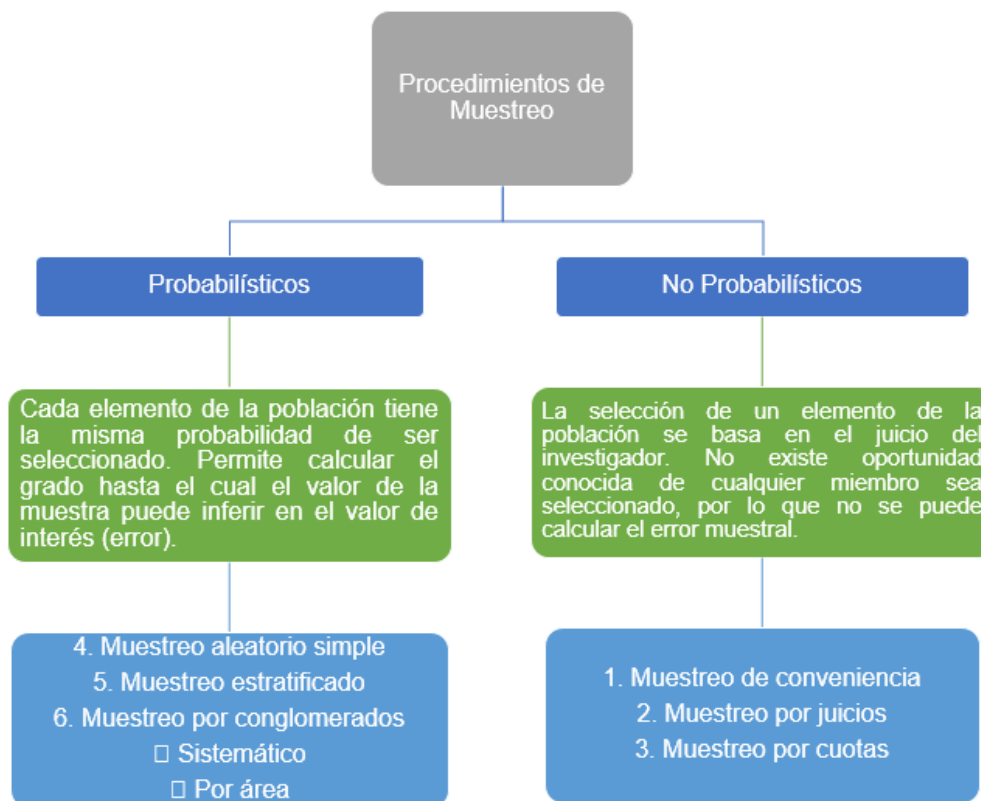 Procedimientos de
Muestreo
Probabilísticos
No Probabilísticos
Cada elemento de la población tiene
la misma probabilidad de ser
seleccionado. Permite calcular el
grado hasta el cual el valor de la
muestra puede inferir en el valor de
interés (error).
La selección de un elemento de la
población se basa en el juicio del
investigador. No existe oportunidad
conocida de cualquier miembro sea
seleccionado, por lo que no se puede
calcular el error muestral.
4. Muestreo aleatorio simple
5. Muestreo estratificado
6. Muestreo por conglomerados
▯ Sistemático
▯ Por área
1. Muestreo de conveniencia
2. Muestreo por juicios
3. Muestreo por cuotas